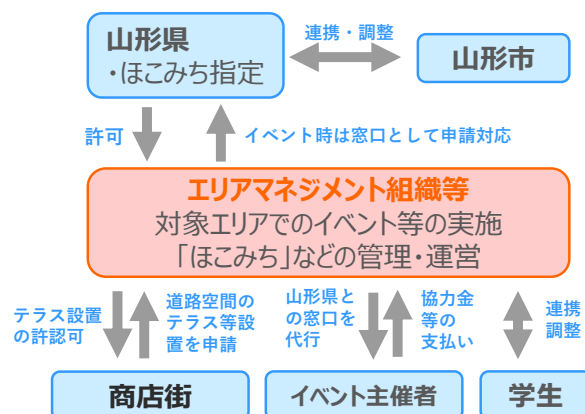 山形県
・ほこみち指定
連携・調整
山形市
許可
イベント時は窓口として申請対応
エリアマネジメント組織等
対象エリアでのイベント等の実施
「ほこみち」などの管理・運営
テラス設置
の許認可
道路空間の
テラス等設
置を申請
山形県と
の窓口を
代行
協力金
等の
支払い
連携
調整
商店街
イベント主催者
学生